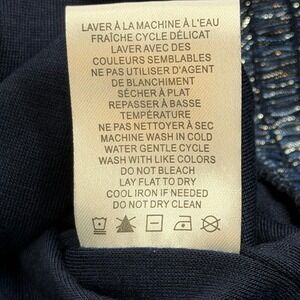 LAVER À LA MACHINE À L'EAU
FRAÎCHE CYCLE DÉLICAT
LAVER AVEC DES
COULEURS SEMBLABLES
NE PAS UTILISER D'AGENT
DE BLANCHIMENT
SÉCHER À PLAT
REPASSER À BASSE
TEMPÉRATURE
NE PAS NETTOYER À SEC
MACHINE WASH IN COLD
WATER GENTLE CYCLE
WASH WITH LIKE COLORS
DO NOT BLEACH
LAY FLAT TO DRY
COOL IRON IF NEEDED
DO NOT DRY CLEAN